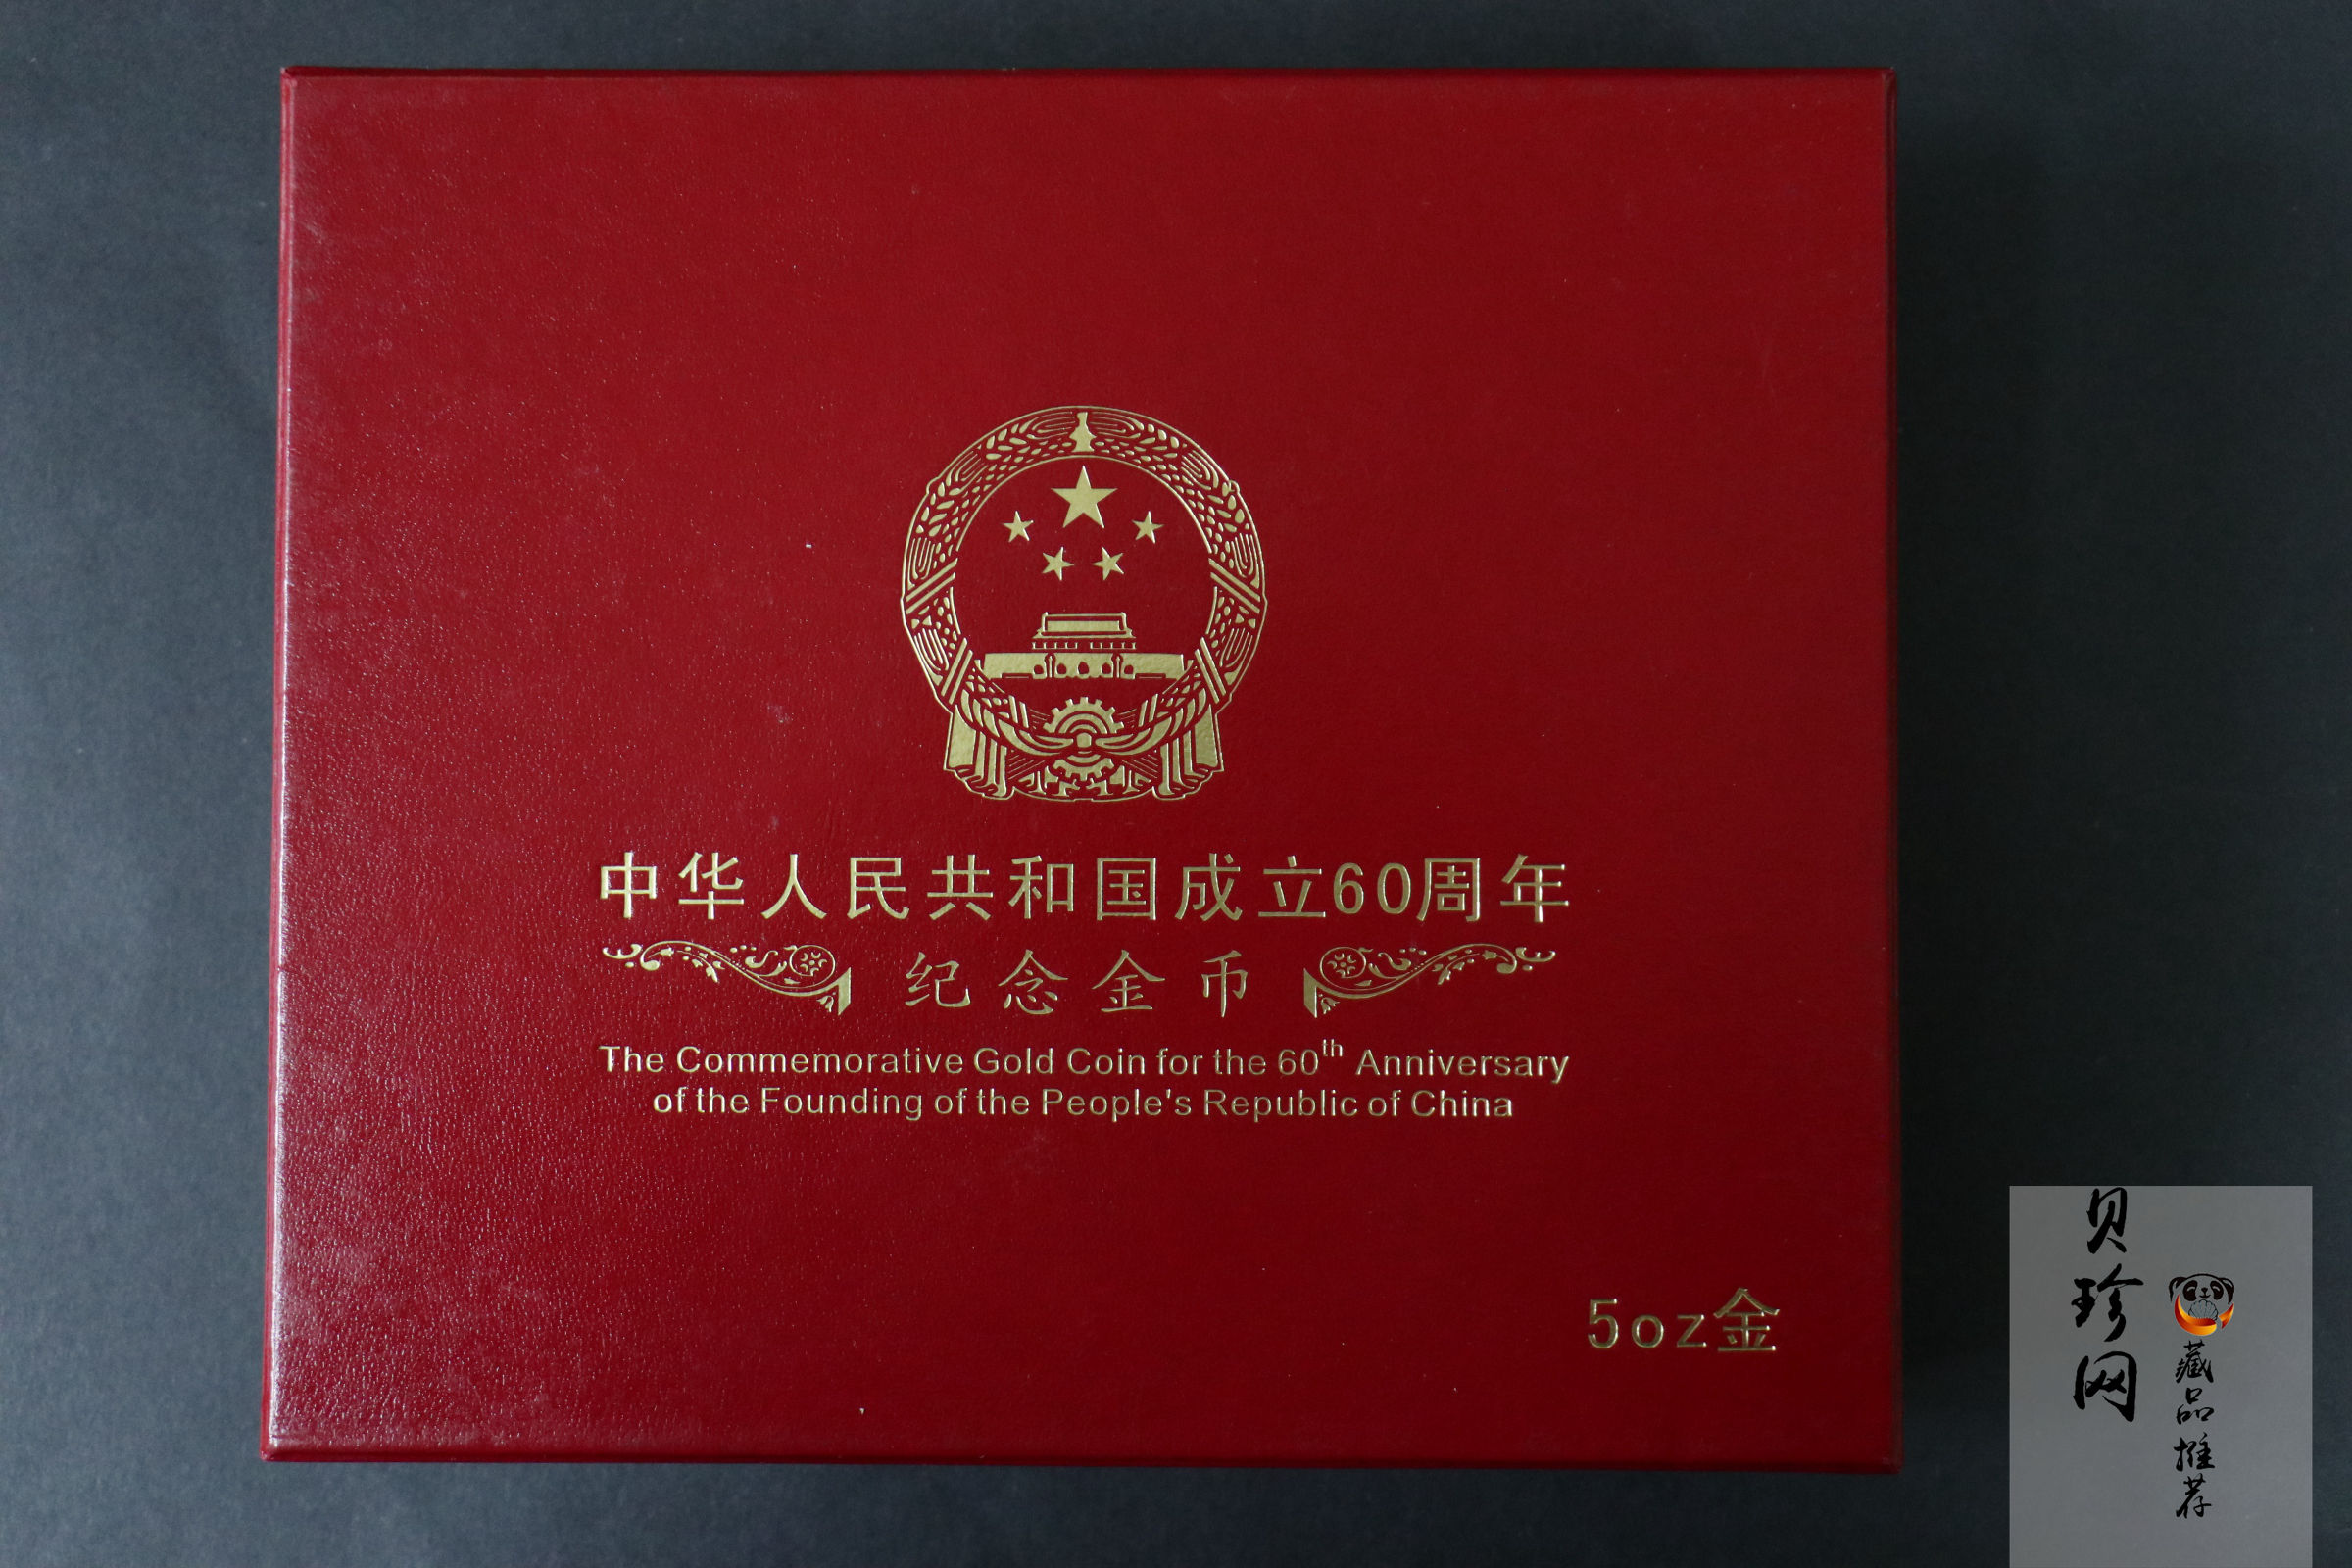 中华人民共和国成立60周年
纪念金币
The Commemorative Gold Coin for the 60th Anniversary
of the Founding of the People's Republic of China
5oz金
贝珍网
藏品推荐